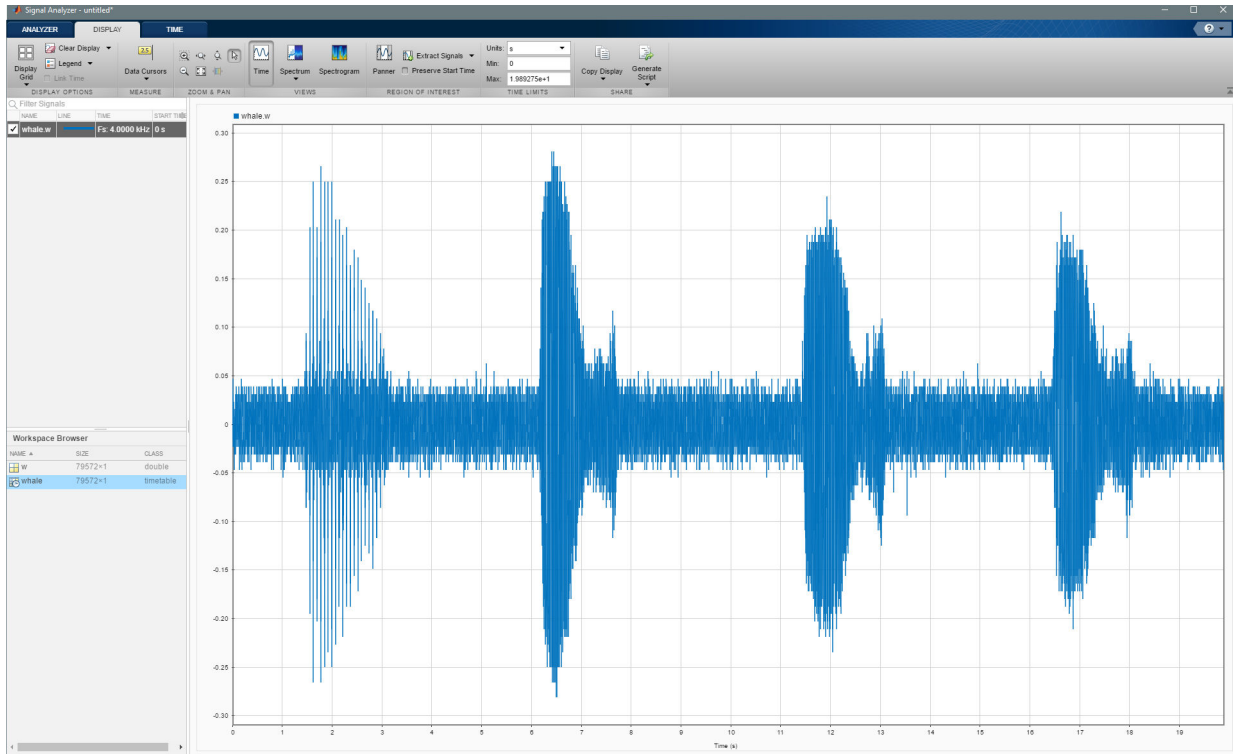 Signal Analyzer - untitled*
ANALYZER DISPLAY TIME
Display Grid
Clear Display
Legend
Link Time
DISPLAY OPTIONS
2.5
Data Cursors
MEASURE
ZOOM & PAN
Time Spectrum Spectrogram
VIEWS
Panner
Extract Signals
Preserve Start Time
REGION OF INTEREST
Units: s
Min: 0
Max: 1.989275e+1
TIME LIMITS
Copy Display
Generate Script
SHARE
Filter Signals
NAME LINE TIME START TIME
whale.w Fs: 4.0000 kHz 0 s
Workspace Browser
NAME SIZE CLASS
w 79572×1 double
whale 79572×1 timetable
whale.w
0.30
0.25
0.20
0.15
0.10
0.05
0
-0.05
-0.10
-0.15
-0.20
-0.25
-0.30
0 1 2 3 4 5 6 7 8 9 10 11 12 13 14 15 16 17 18 19
Time (s)